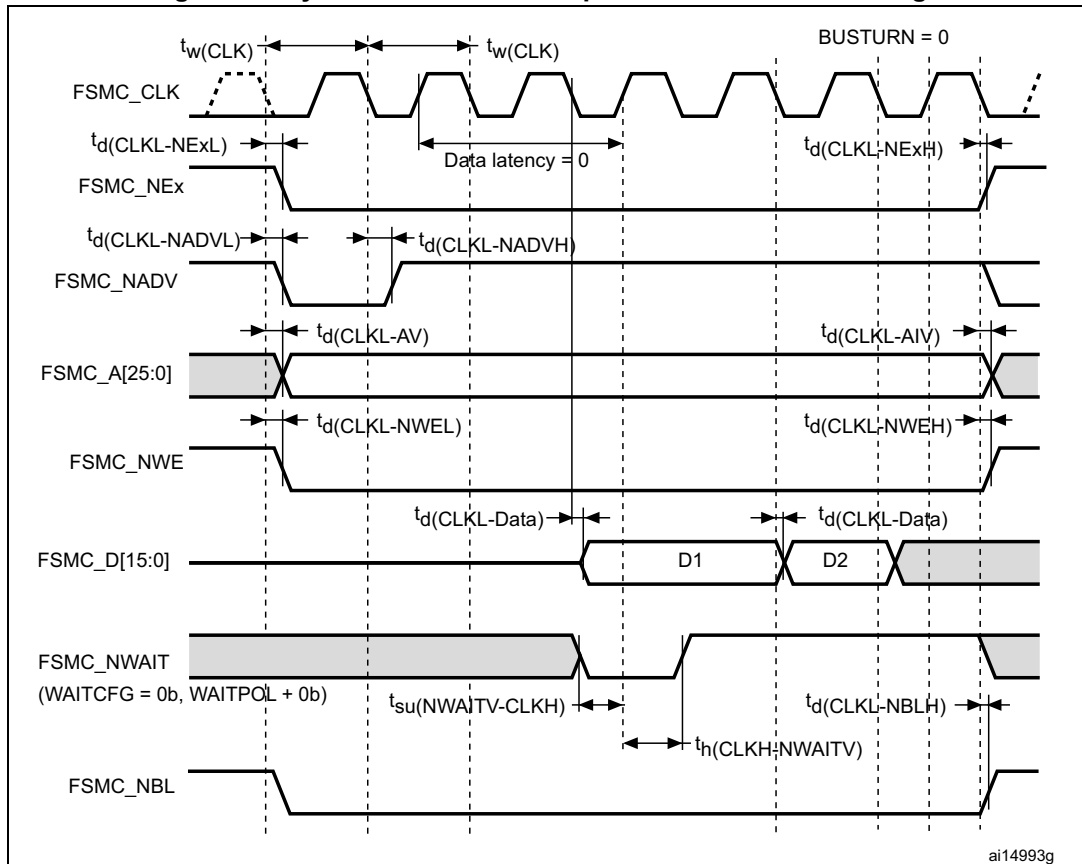 BUSTURN = 0
tw(CLK) tw(CLK)
FSMC_CLK
Data latency = 0
td(CLKL-NExL) td(CLKL-NExH)
FSMC_NEx
td(CLKL-NADVL) td(CLKL-NADVH)
FSMC_NADV
td(CLKL-AV) td(CLKL-AIV)
FSMC_A[25:0]
td(CLKL-NWEL) td(CLKL-NWEH)
FSMC_NWE
td(CLKL-Data) td(CLKL-Data)
FSMC_D[15:0] D1 D2
FSMC_NWAIT
(WAITCFG = 0b, WAITPOL + 0b)
tsu(NWAITV-CLKH) td(CLKL-NBLH)
th(CLKH-NWAITV)
FSMC_NBL
ai14993g